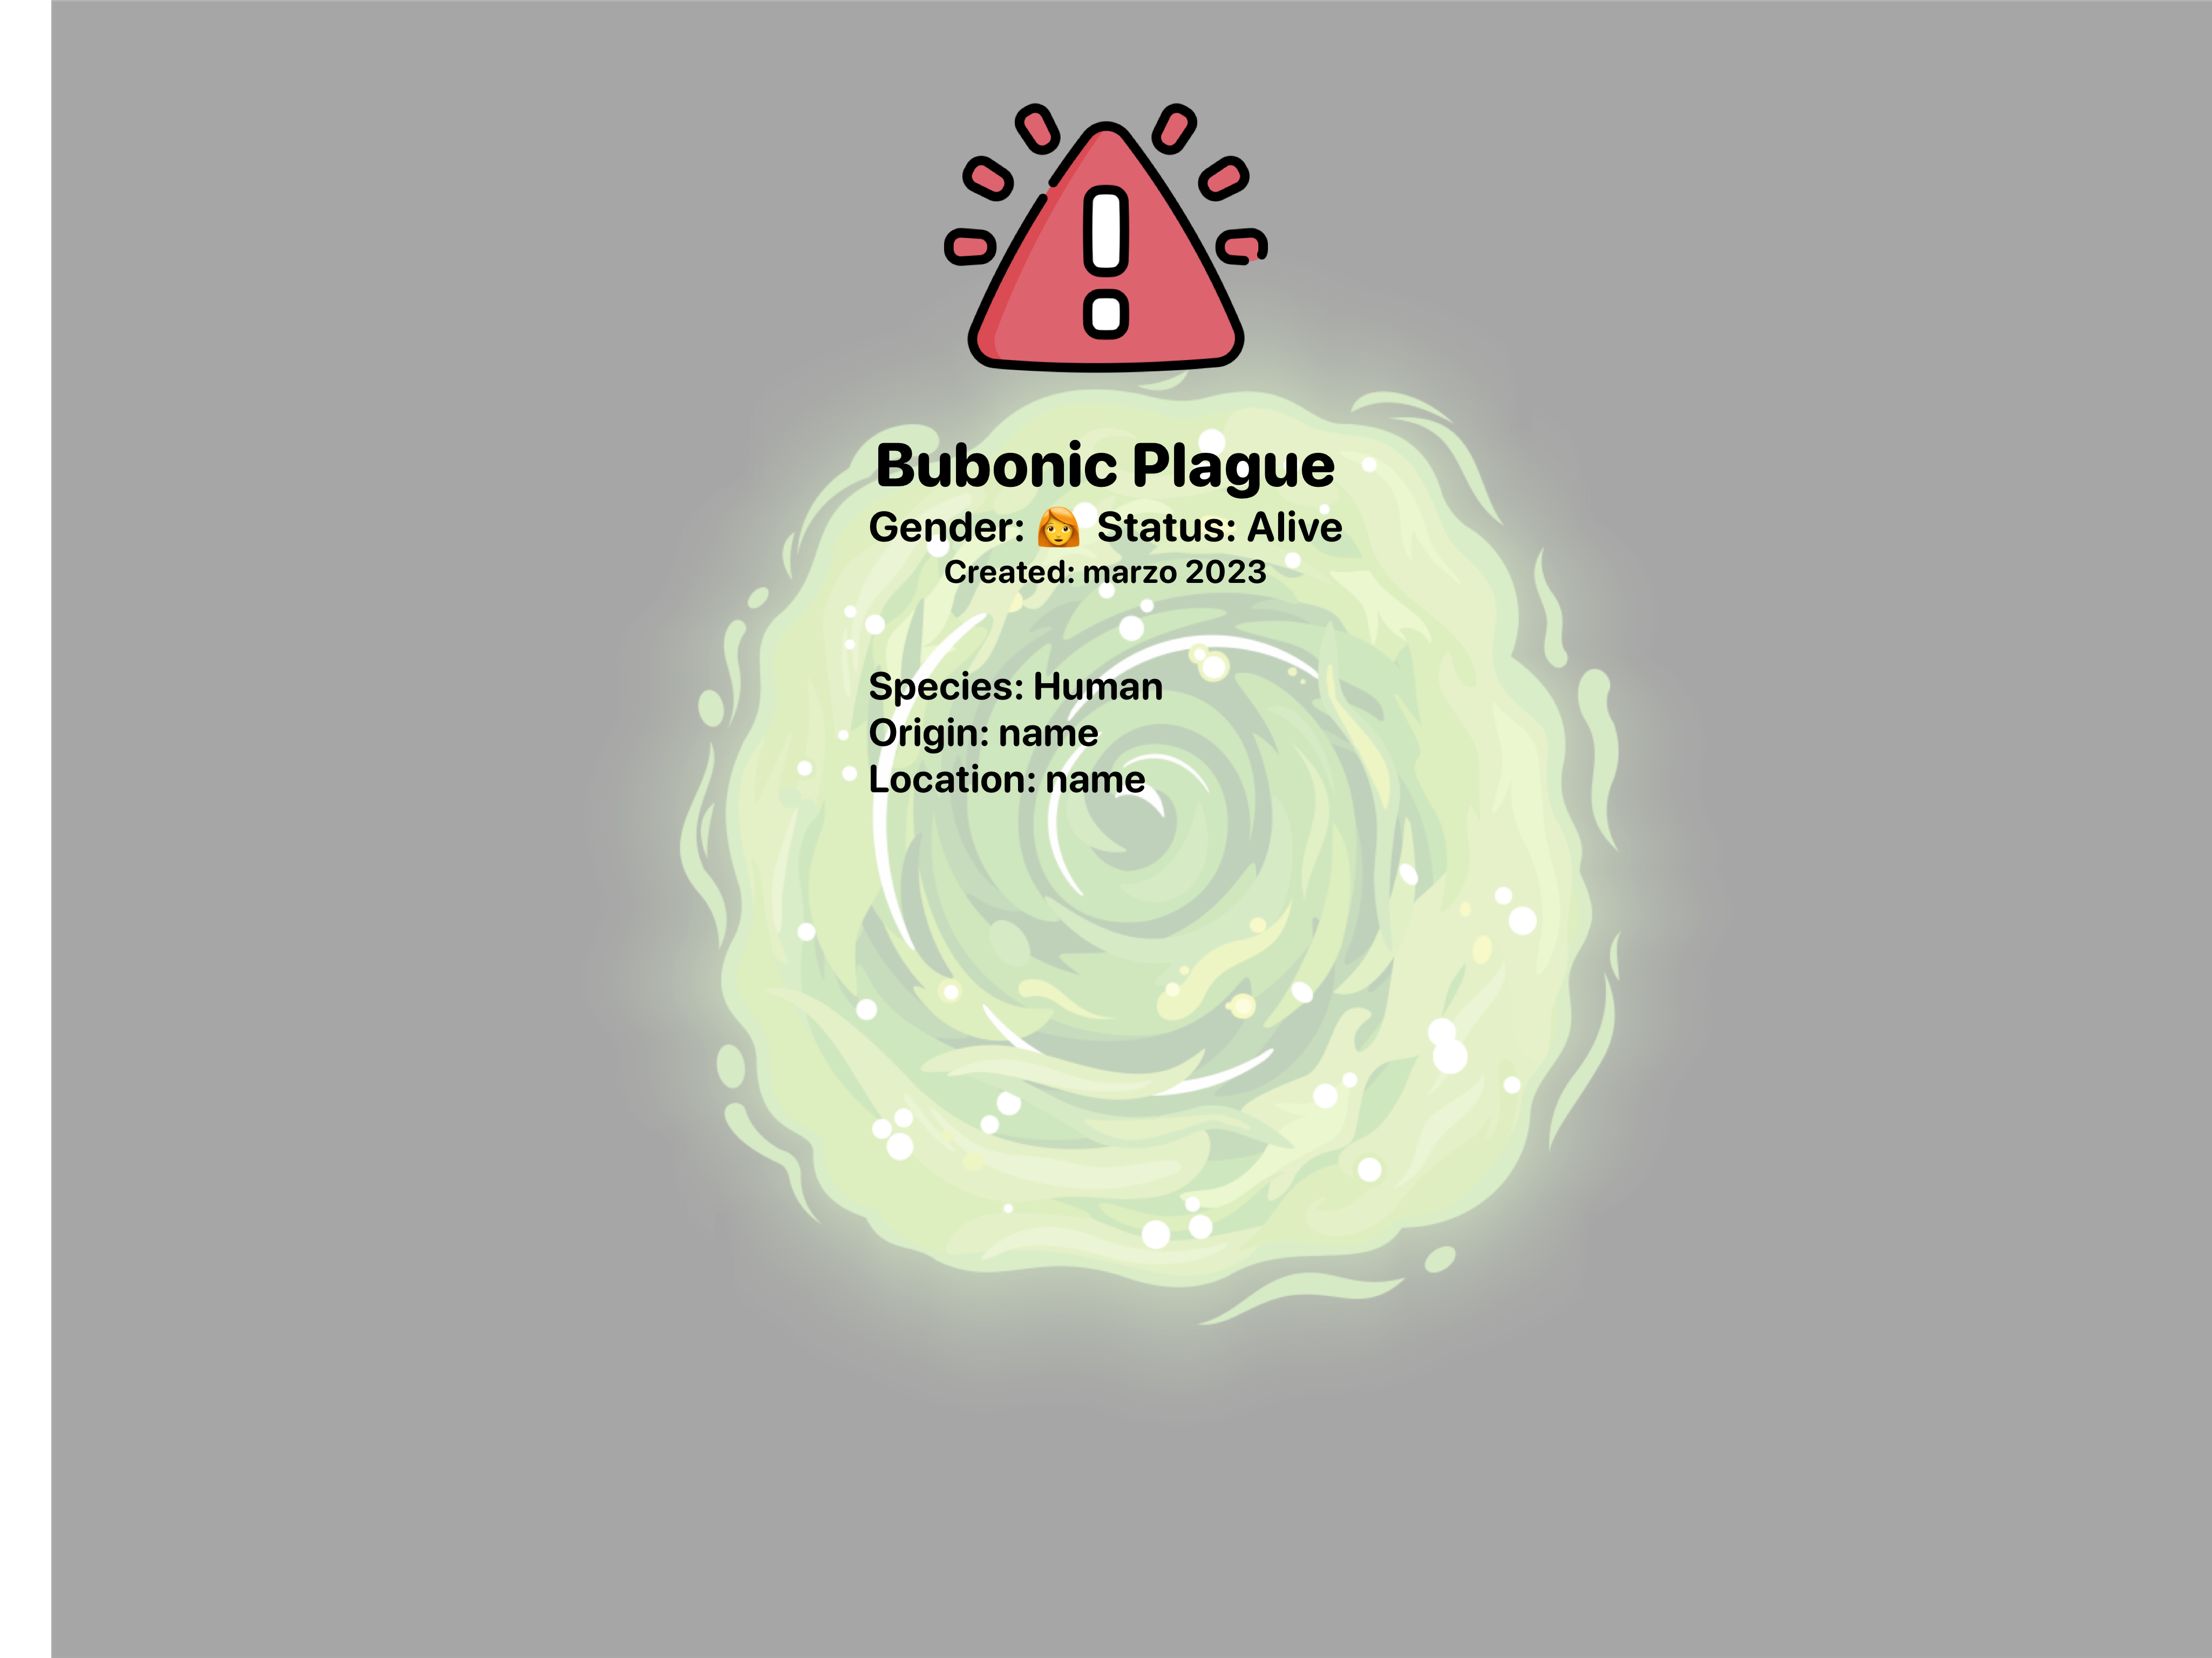 Bubonic Plague
Gender: 👩‍🦰 Status: Alive
Created: marzo 2023
Species: Human
Origin: name
Location: name